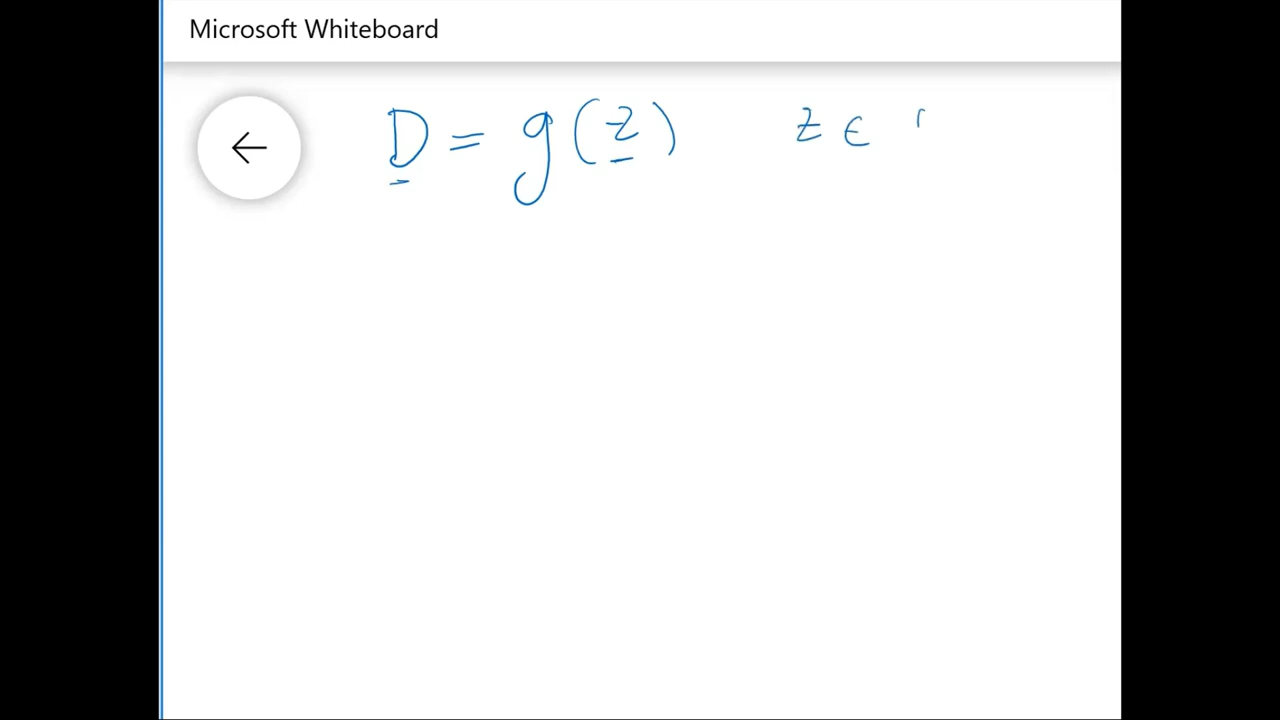 Microsoft Whiteboard
D = g(z) z ∈